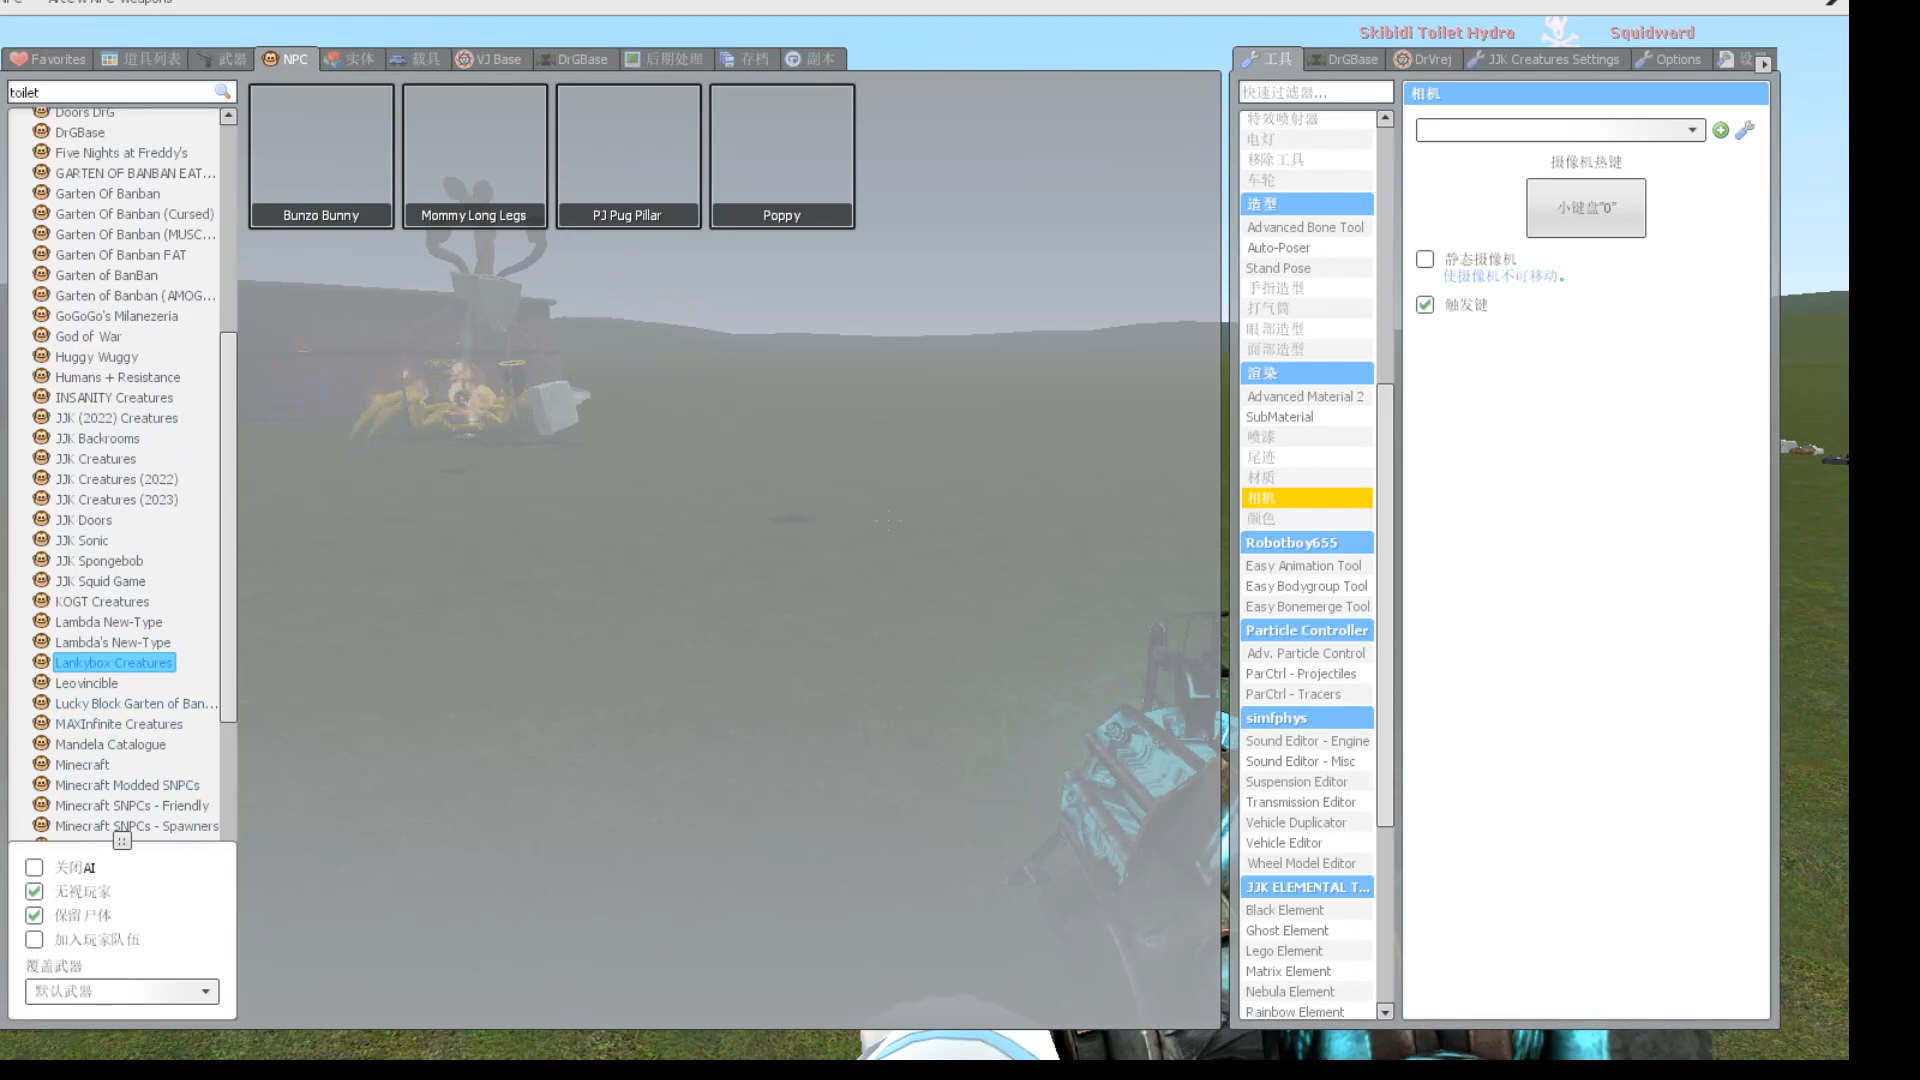 Skibidi Toilet Hydra
Squidward
Favorites
道具列表
武器
NPC
实体
载具
VJ Base
DrGBase
后期处理
存档
副本
toilet
Doors DrG
DrGBase
Five Nights at Freddy's
GARTEN OF BANBAN EAT...
Garten Of Banban
Garten Of Banban (Cursed)
Garten Of Banban (MUSC...
Garten Of Banban FAT
Garten of BanBan
Garten of Banban (AMOG...
GoGoGo's Milanezeria
God of War
Huggy Wuggy
Humans + Resistance
INSANITY Creatures
JJK (2022) Creatures
JJK Backrooms
JJK Creatures
JJK Creatures (2022)
JJK Creatures (2023)
JJK Doors
JJK Sonic
JJK Spongebob
JJK Squid Game
KOGT Creatures
Lambda New-Type
Lambda's New-Type
Lankybox Creatures
Leovincible
Lucky Block Garten of Ban...
MAXInfinite Creatures
Mandela Catalogue
Minecraft
Minecraft Modded SNPCs
Minecraft SNPCs - Friendly
Minecraft SNPCs - Spawners
关闭AI
无视玩家
保留尸体
加入玩家队伍
覆盖武器
默认武器
Bunzo Bunny
Mommy Long Legs
PJ Pug Pillar
Poppy
工具
DrGBase
DrVrej
JJK Creatures Settings
Options
设
快速过滤器...
特效喷射器
电灯
移除工具
车轮
造型
Advanced Bone Tool
Auto-Poser
Stand Pose
手指造型
打气筒
眼部造型
面部造型
渲染
Advanced Material 2
SubMaterial
喷漆
尾迹
材质
相机
颜色
Robotboy655
Easy Animation Tool
Easy Bodygroup Tool
Easy Bonemerge Tool
Particle Controller
Adv. Particle Control
ParCtrl - Projectiles
ParCtrl - Tracers
simfphys
Sound Editor - Engine
Sound Editor - Misc
Suspension Editor
Transmission Editor
Vehicle Duplicator
Vehicle Editor
Wheel Model Editor
JJK ELEMENTAL T...
Black Element
Ghost Element
Lego Element
Matrix Element
Nebula Element
Rainbow Element
相机
摄像机热键
小键盘"0"
静态摄像机
使摄像机不可移动。
触发键